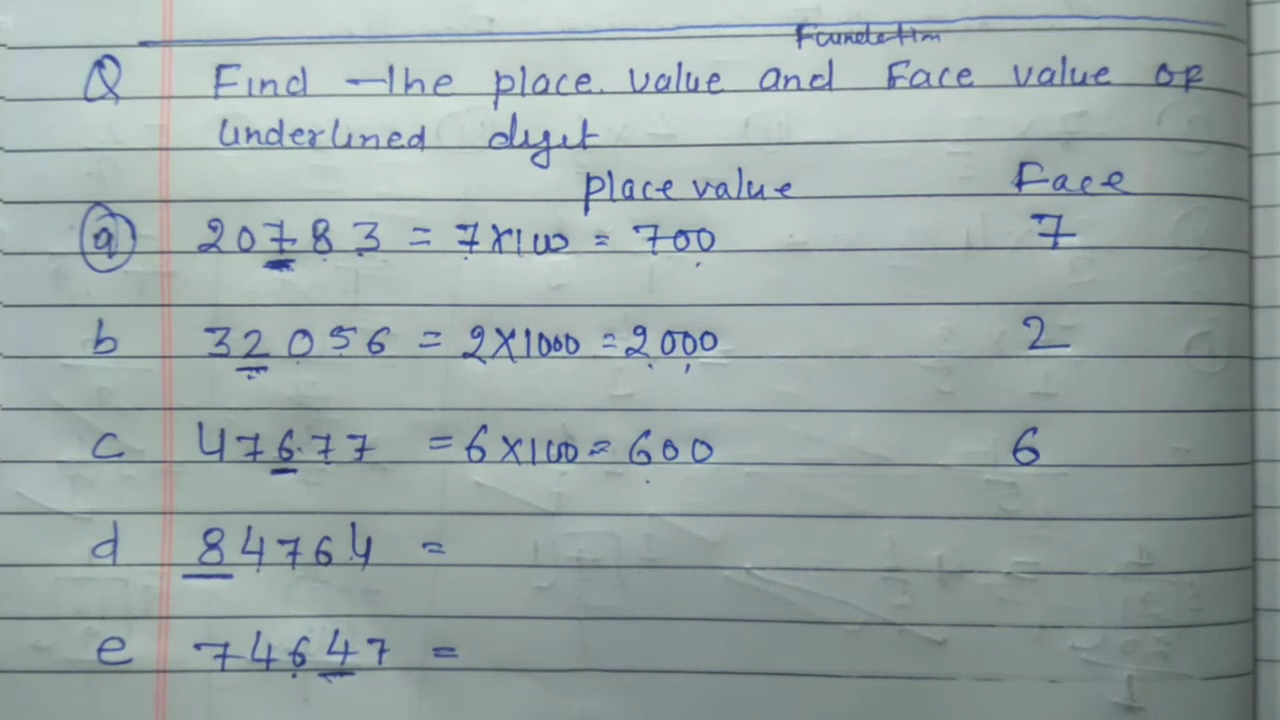 Q Find the place value and Face value of
underlined digit
place value Face
a 20783 = 7×100 = 700 7
b 32056 = 2×1000 = 2000 2
c 47677 = 6×100 = 600 6
d 84764 =
e 74647 =